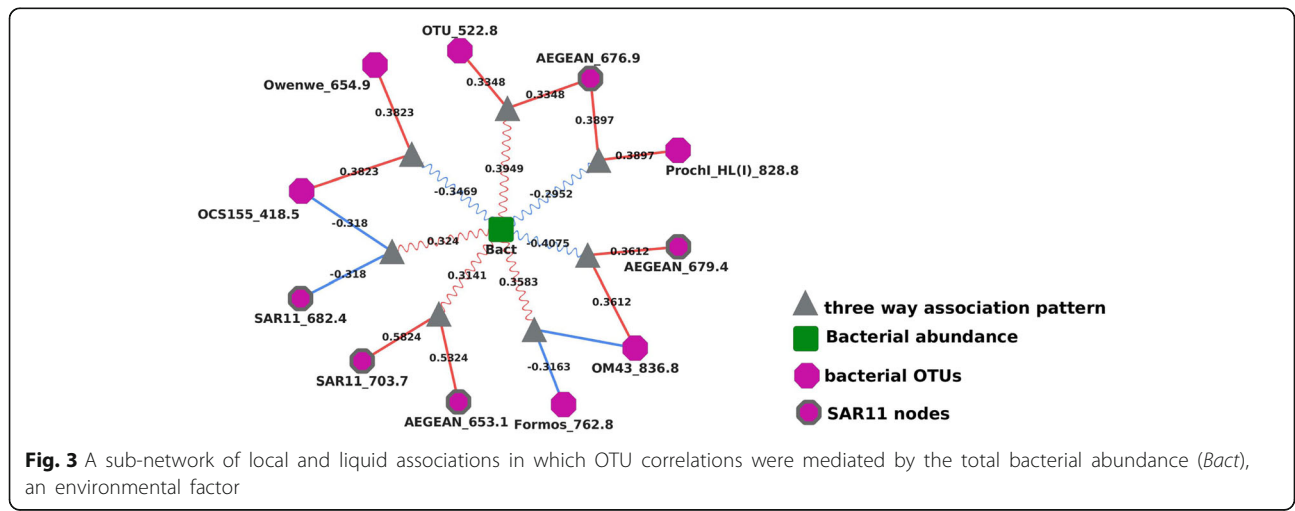 OTU_522.8
AEGEAN_676.9
Owenwe_654.9
0.3348
0.3348
0.3823
0.3897
0.3823
0.3949
0.3897
ProchI_HL(I)_828.8
-0.3469
-0.2952
OCS155_418.5
-0.318
0.324
Bact
-0.4075
0.3612
AEGEAN_679.4
-0.318
0.3141
0.3583
0.3612
SAR11_682.4
three way association pattern
Bacterial abundance
0.5824
0.5324
-0.3163
OM43_836.8
SAR11_703.7
bacterial OTUs
AEGEAN_653.1
Formos_762.8
SAR11 nodes
Fig. 3 A sub-network of local and liquid associations in which OTU correlations were mediated by the total bacterial abundance (Bact),
an environmental factor